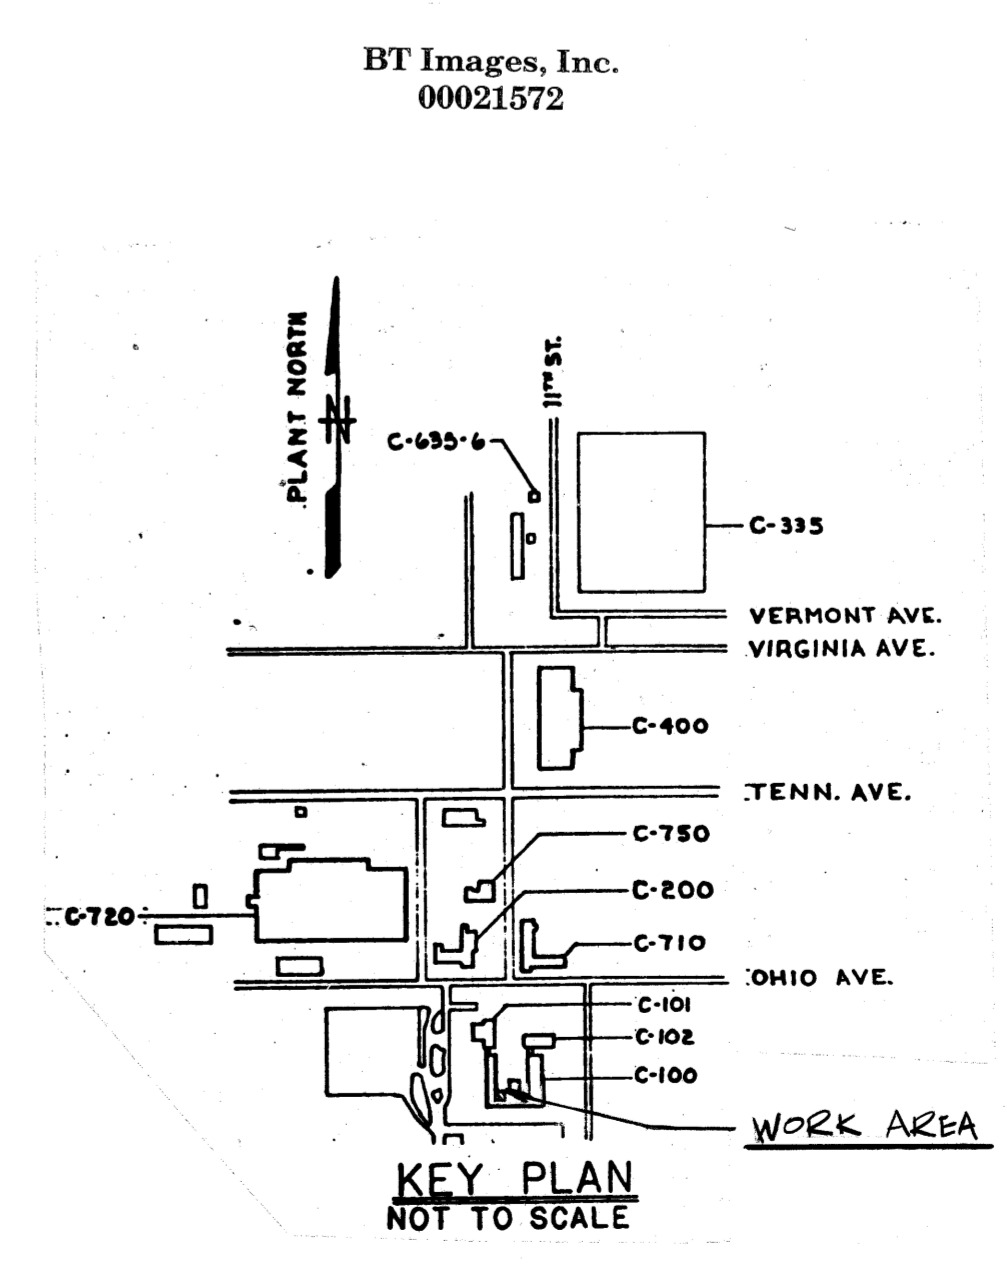 BT Images, Inc.
00021572
PLANT NORTH
N
11TH ST.
C-635-6
C-335
VERMONT AVE.
VIRGINIA AVE.
C-400
TENN. AVE.
C-750
C-200
C-720
C-710
OHIO AVE.
C-101
C-102
C-100
WORK AREA
KEY PLAN
NOT TO SCALE